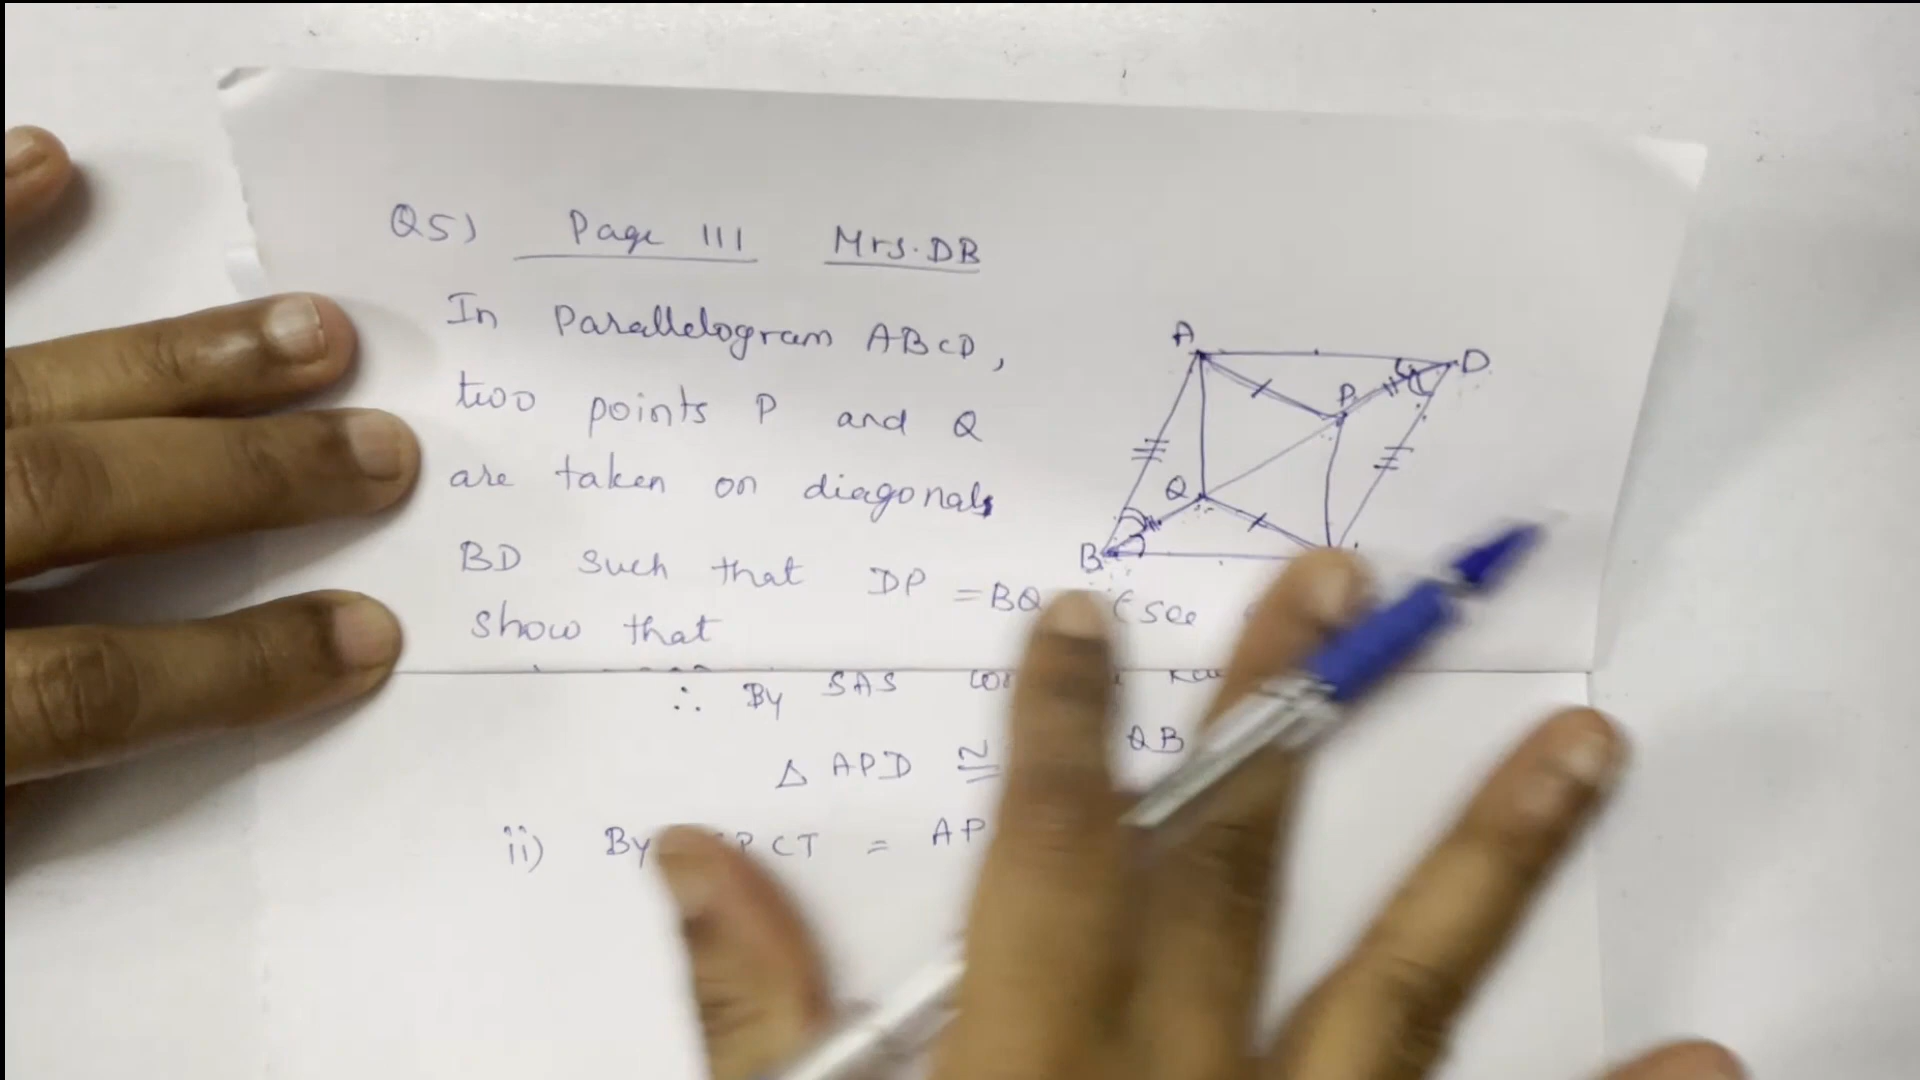 Q5) Page 111 Mrs. DB
In Parallelogram ABCD,
two points P and Q
are taken on diagonals
BD such that DP = BQ (see
show that
A
D
P
Q
B
∴ By SAS
Δ APD ≅ QB
ii) By CT = AP